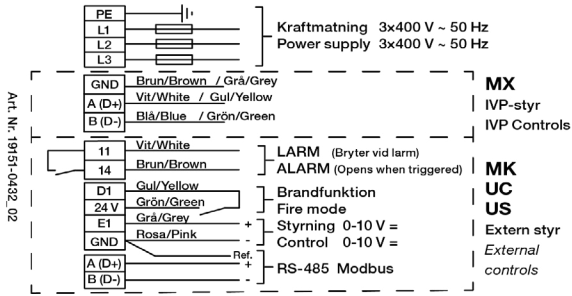 PE
L1
L2
L3
Kraftmatning 3×400 V ~ 50 Hz
Power supply 3×400 V ~ 50 Hz
GND Brun/Brown / Grå/Grey
A (D+) Vit/White / Gul/Yellow
B (D-) Blå/Blue / Grön/Green
MX
IVP-styr
IVP Controls
11 Vit/White
14 Brun/Brown
LARM (Bryter vid larm)
ALARM (Opens when triggered)
D1 Gul/Yellow
24 V Grön/Green
Brandfunktion
Fire mode
E1 Grå/Grey +
GND Rosa/Pink -
Styrning 0-10 V =
Control 0-10 V =
Ref.
A (D+) +
B (D-) -
RS-485 Modbus
MK
UC
US
Extern styr
External
controls
Art. Nr. 19151-0432_02